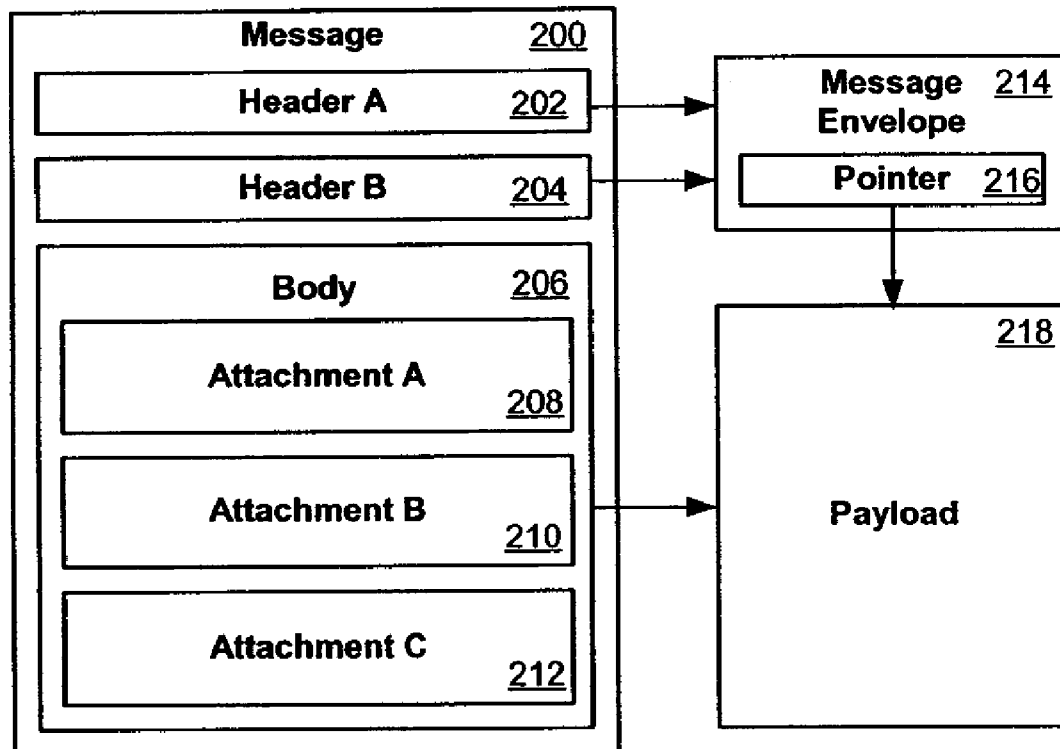 Message 200
Header A 202
Header B 204
Body 206
Attachment A 208
Attachment B 210
Attachment C 212
Message 214
Envelope
Pointer 216
218
Payload